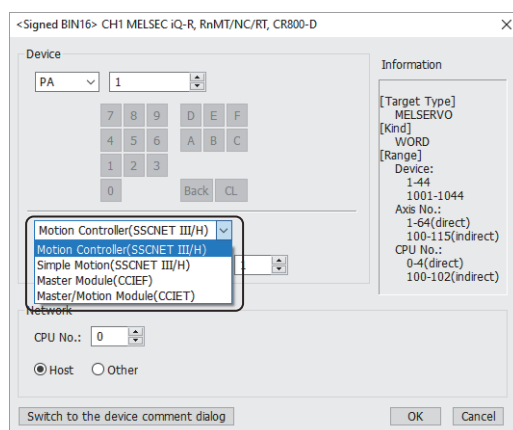 <Signed BIN16> CH1 MELSEC iQ-R, RnMT/NC/RT, CR800-D
Device
PA 1
7 8 9 D E F
4 5 6 A B C
1 2 3
0 Back CL
Motion Controller(SSCNET III/H)
Motion Controller(SSCNET III/H)
Simple Motion(SSCNET III/H)
Master Module(CCIEF)
Master/Motion Module(CCIET)
1
Network
CPU No.: 0
Host Other
Switch to the device comment dialog
Information
[Target Type]
MELSERVO
[Kind]
WORD
[Range]
Device:
1-44
1001-1044
Axis No.:
1-64(direct)
100-115(indirect)
CPU No.:
0-4(direct)
100-102(indirect)
OK Cancel